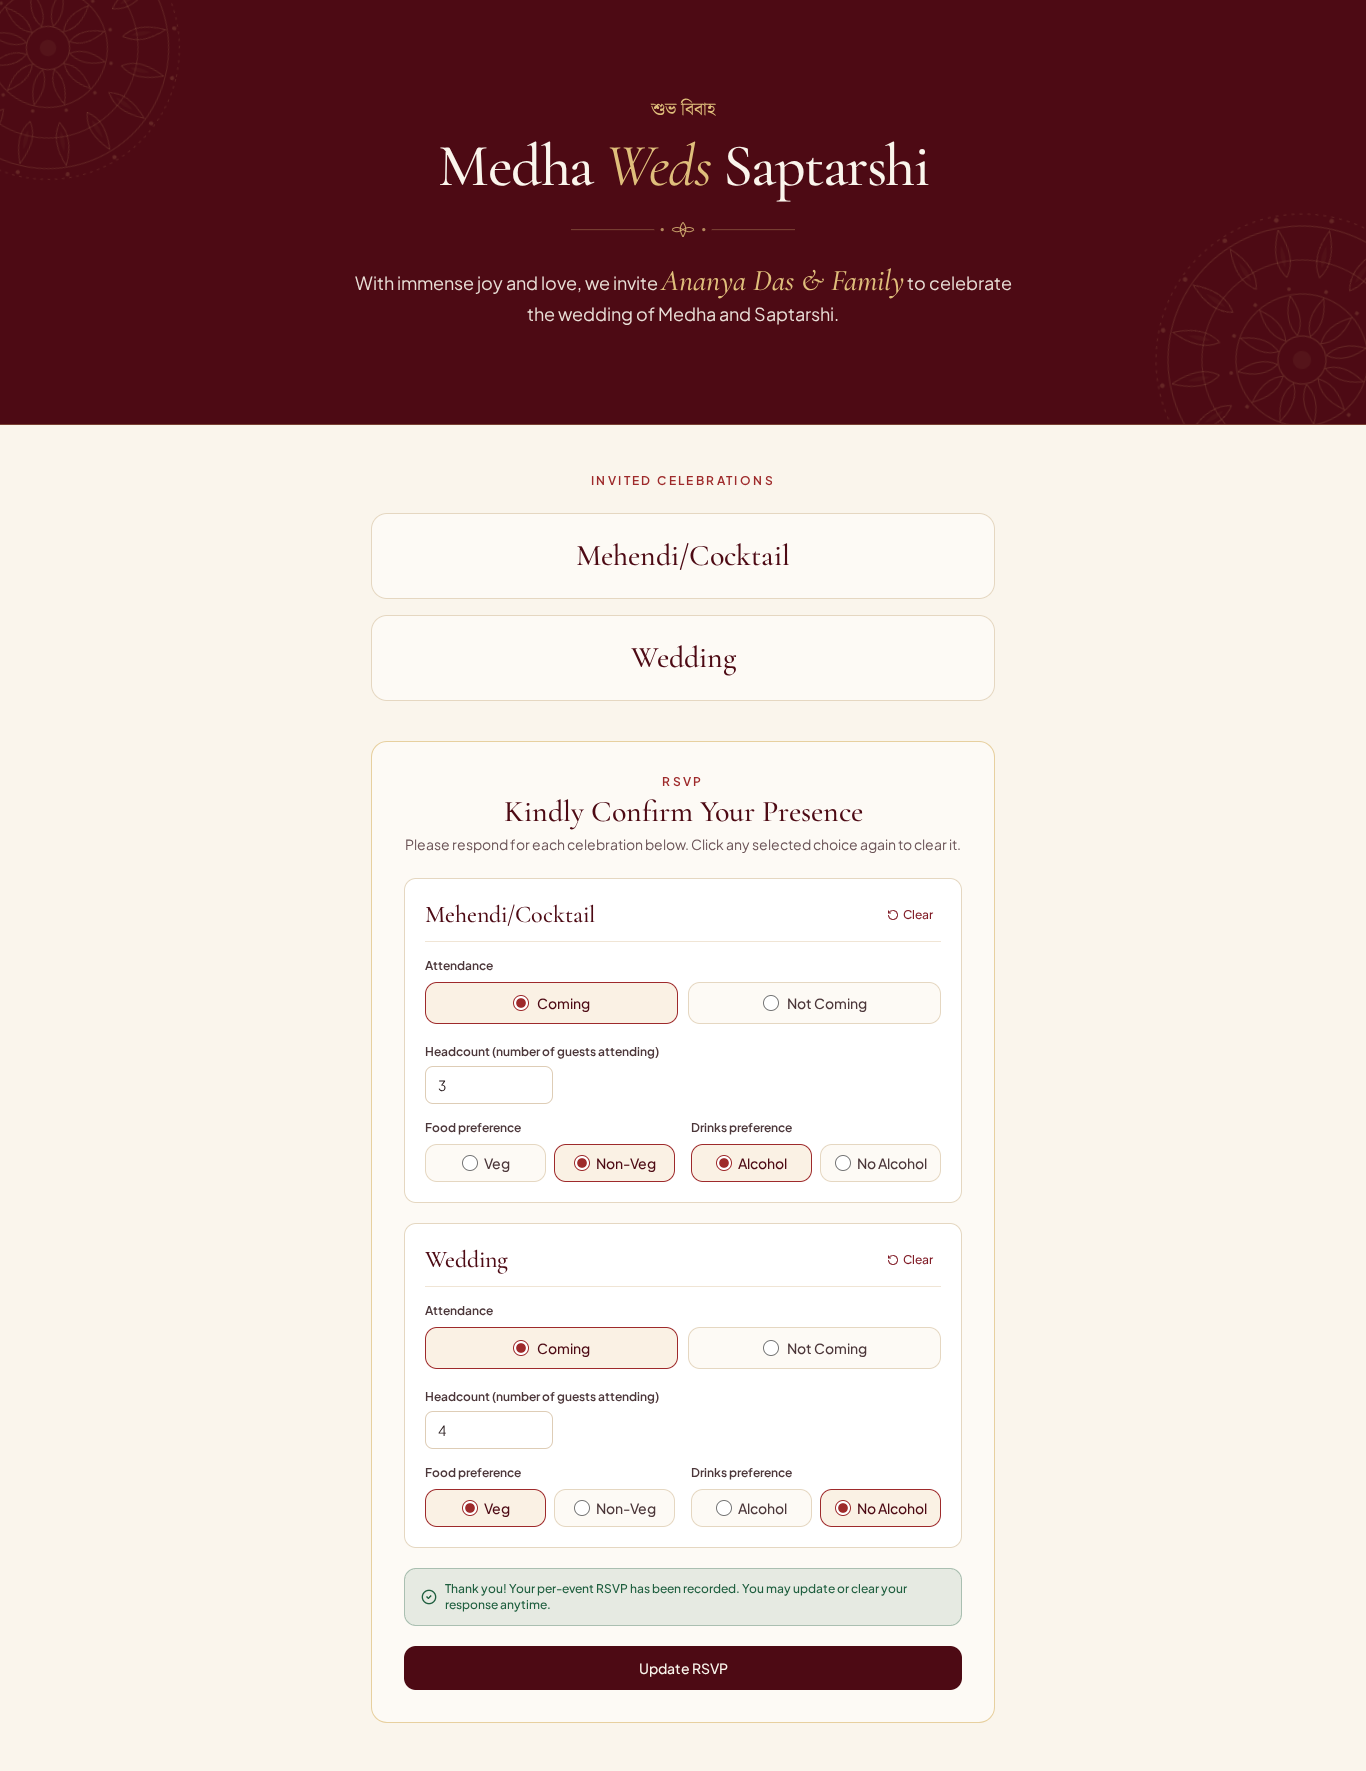 শুভ বিবাহ
Medha Weds Saptarshi
With immense joy and love, we invite Ananya Das & Family to celebrate
the wedding of Medha and Saptarshi.
INVITED CELEBRATIONS
Mehendi/Cocktail
Wedding
RSVP
Kindly Confirm Your Presence
Please respond for each celebration below. Click any selected choice again to clear it.
Mehendi/Cocktail Clear
Attendance
Coming Not Coming
Headcount (number of guests attending)
3
Food preference Drinks preference
Veg Non-Veg Alcohol No Alcohol
Wedding Clear
Attendance
Coming Not Coming
Headcount (number of guests attending)
4
Food preference Drinks preference
Veg Non-Veg Alcohol No Alcohol
Thank you! Your per-event RSVP has been recorded. You may update or clear your
response anytime.
Update RSVP